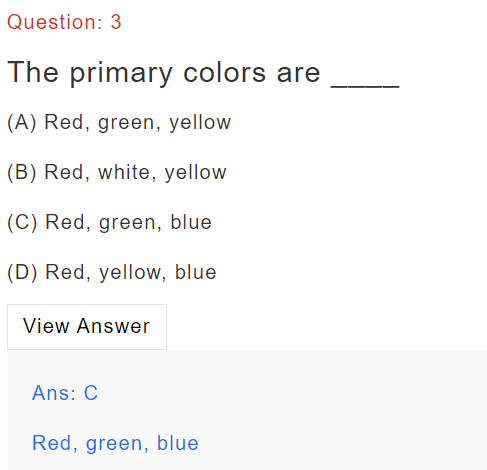 Question: 3
The primary colors are ____
(A) Red, green, yellow
(B) Red, white, yellow
(C) Red, green, blue
(D) Red, yellow, blue
View Answer
Ans: C
Red, green, blue